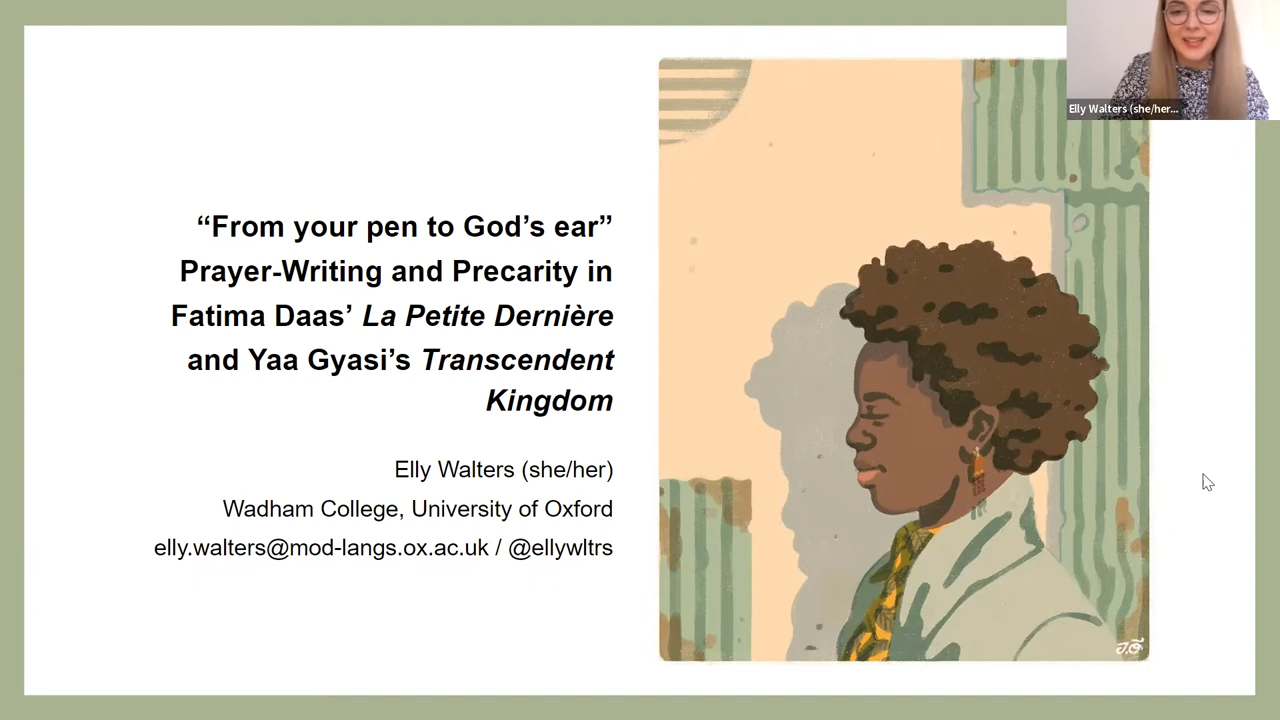 “From your pen to God’s ear”
Prayer-Writing and Precarity in
Fatima Daas’ La Petite Dernière
and Yaa Gyasi’s Transcendent
Kingdom
Elly Walters (she/her)
Wadham College, University of Oxford
elly.walters@mod-langs.ox.ac.uk / @ellywltrs
Elly Walters (she/her...